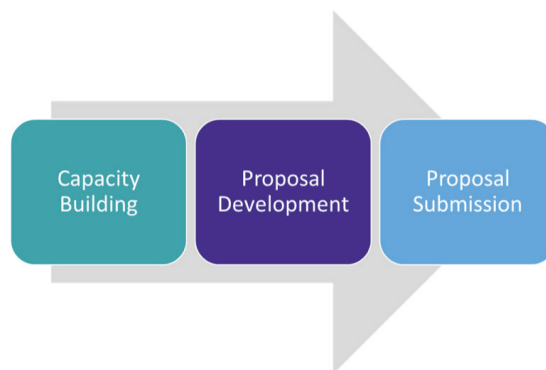 Capacity
Building
Proposal
Development
Proposal
Submission